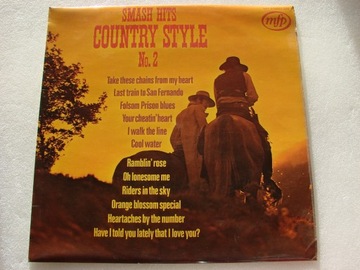 SMASH HITS
COUNTRY STYLE
No. 2
mfp
Take these chains from my heart
Last train to San Fernando
Folsom Prison blues
Your cheatin' heart
I walk the line
Cool water
Ramblin' rose
Oh lonesome me
Riders in the sky
Orange blossom special
Heartaches by the number
Have I told you lately that I love you?